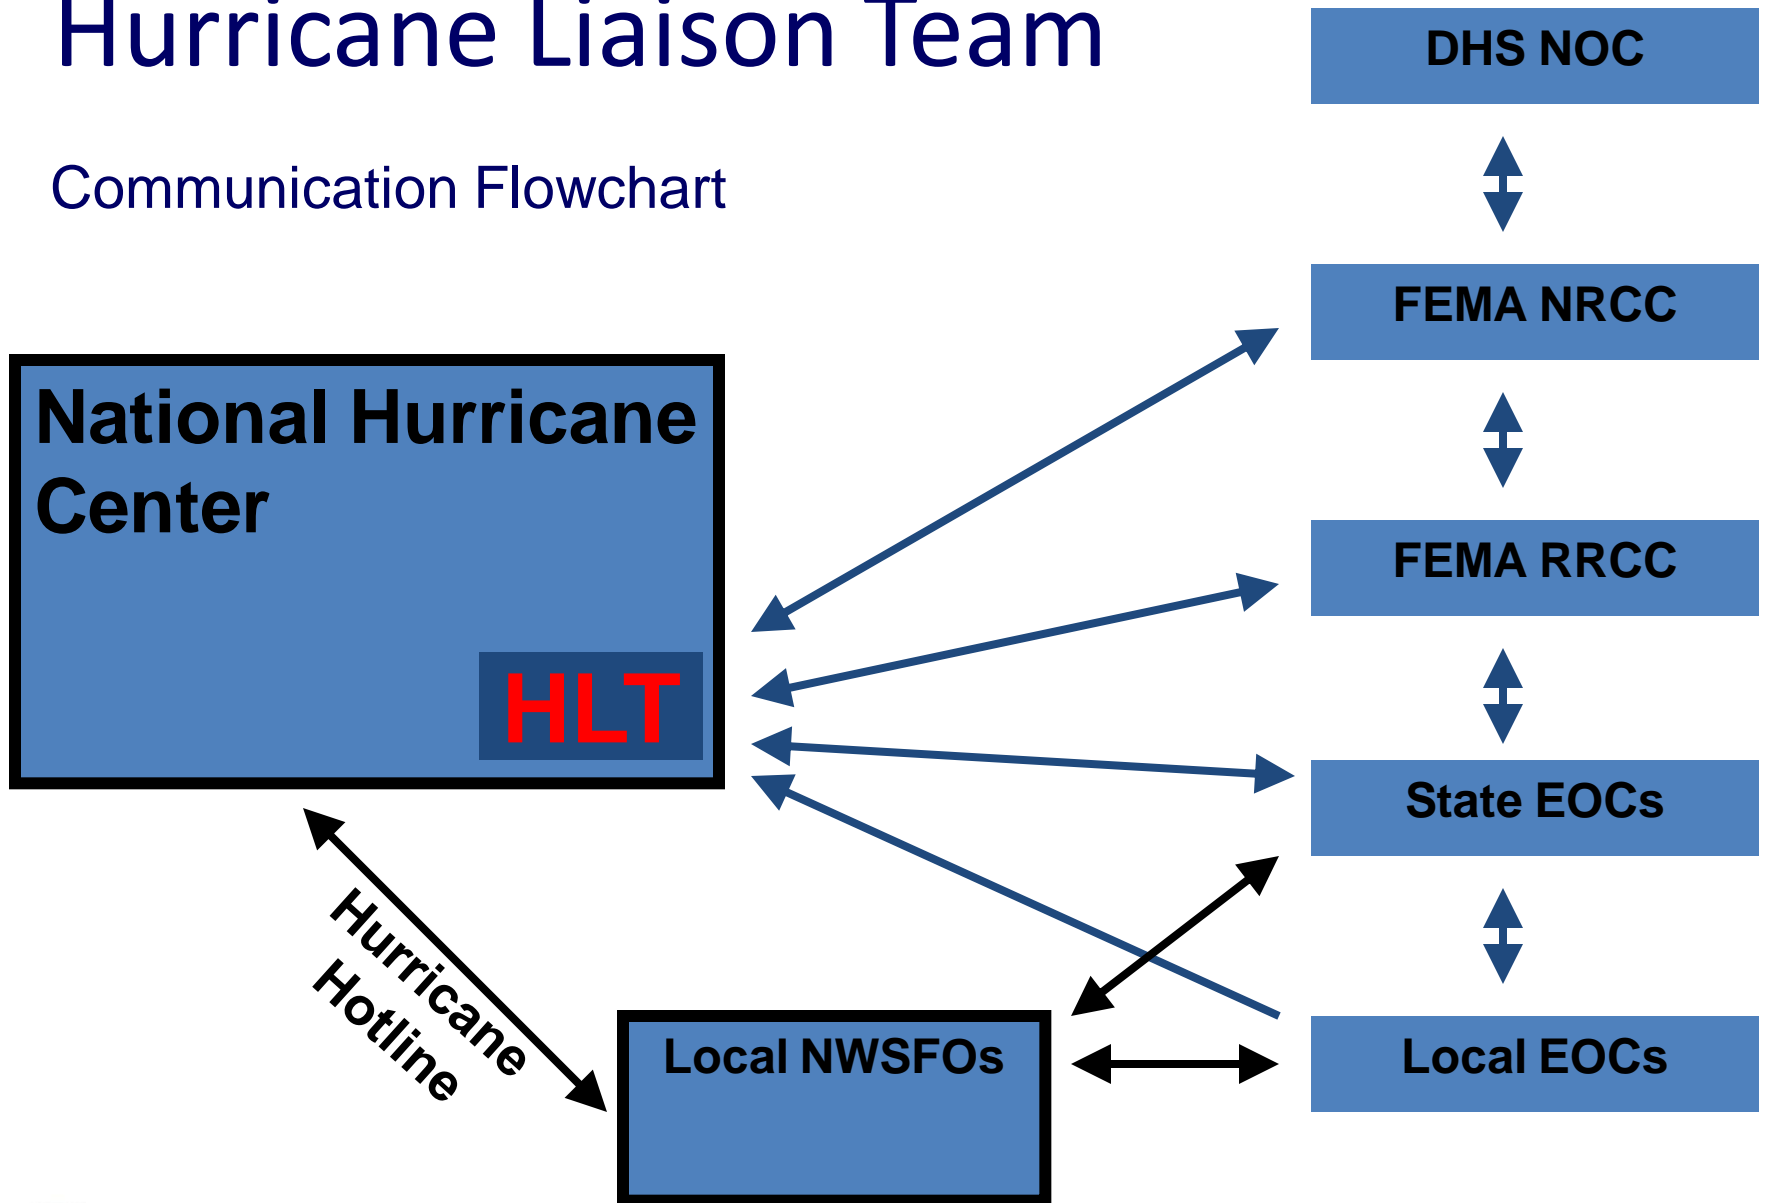 Hurricane Liaison Team
Communication Flowchart
DHS NOC
FEMA NRCC
FEMA RRCC
State EOCs
Local EOCs
National Hurricane
Center
HLT
Hurricane
Hotline
Local NWSFOs